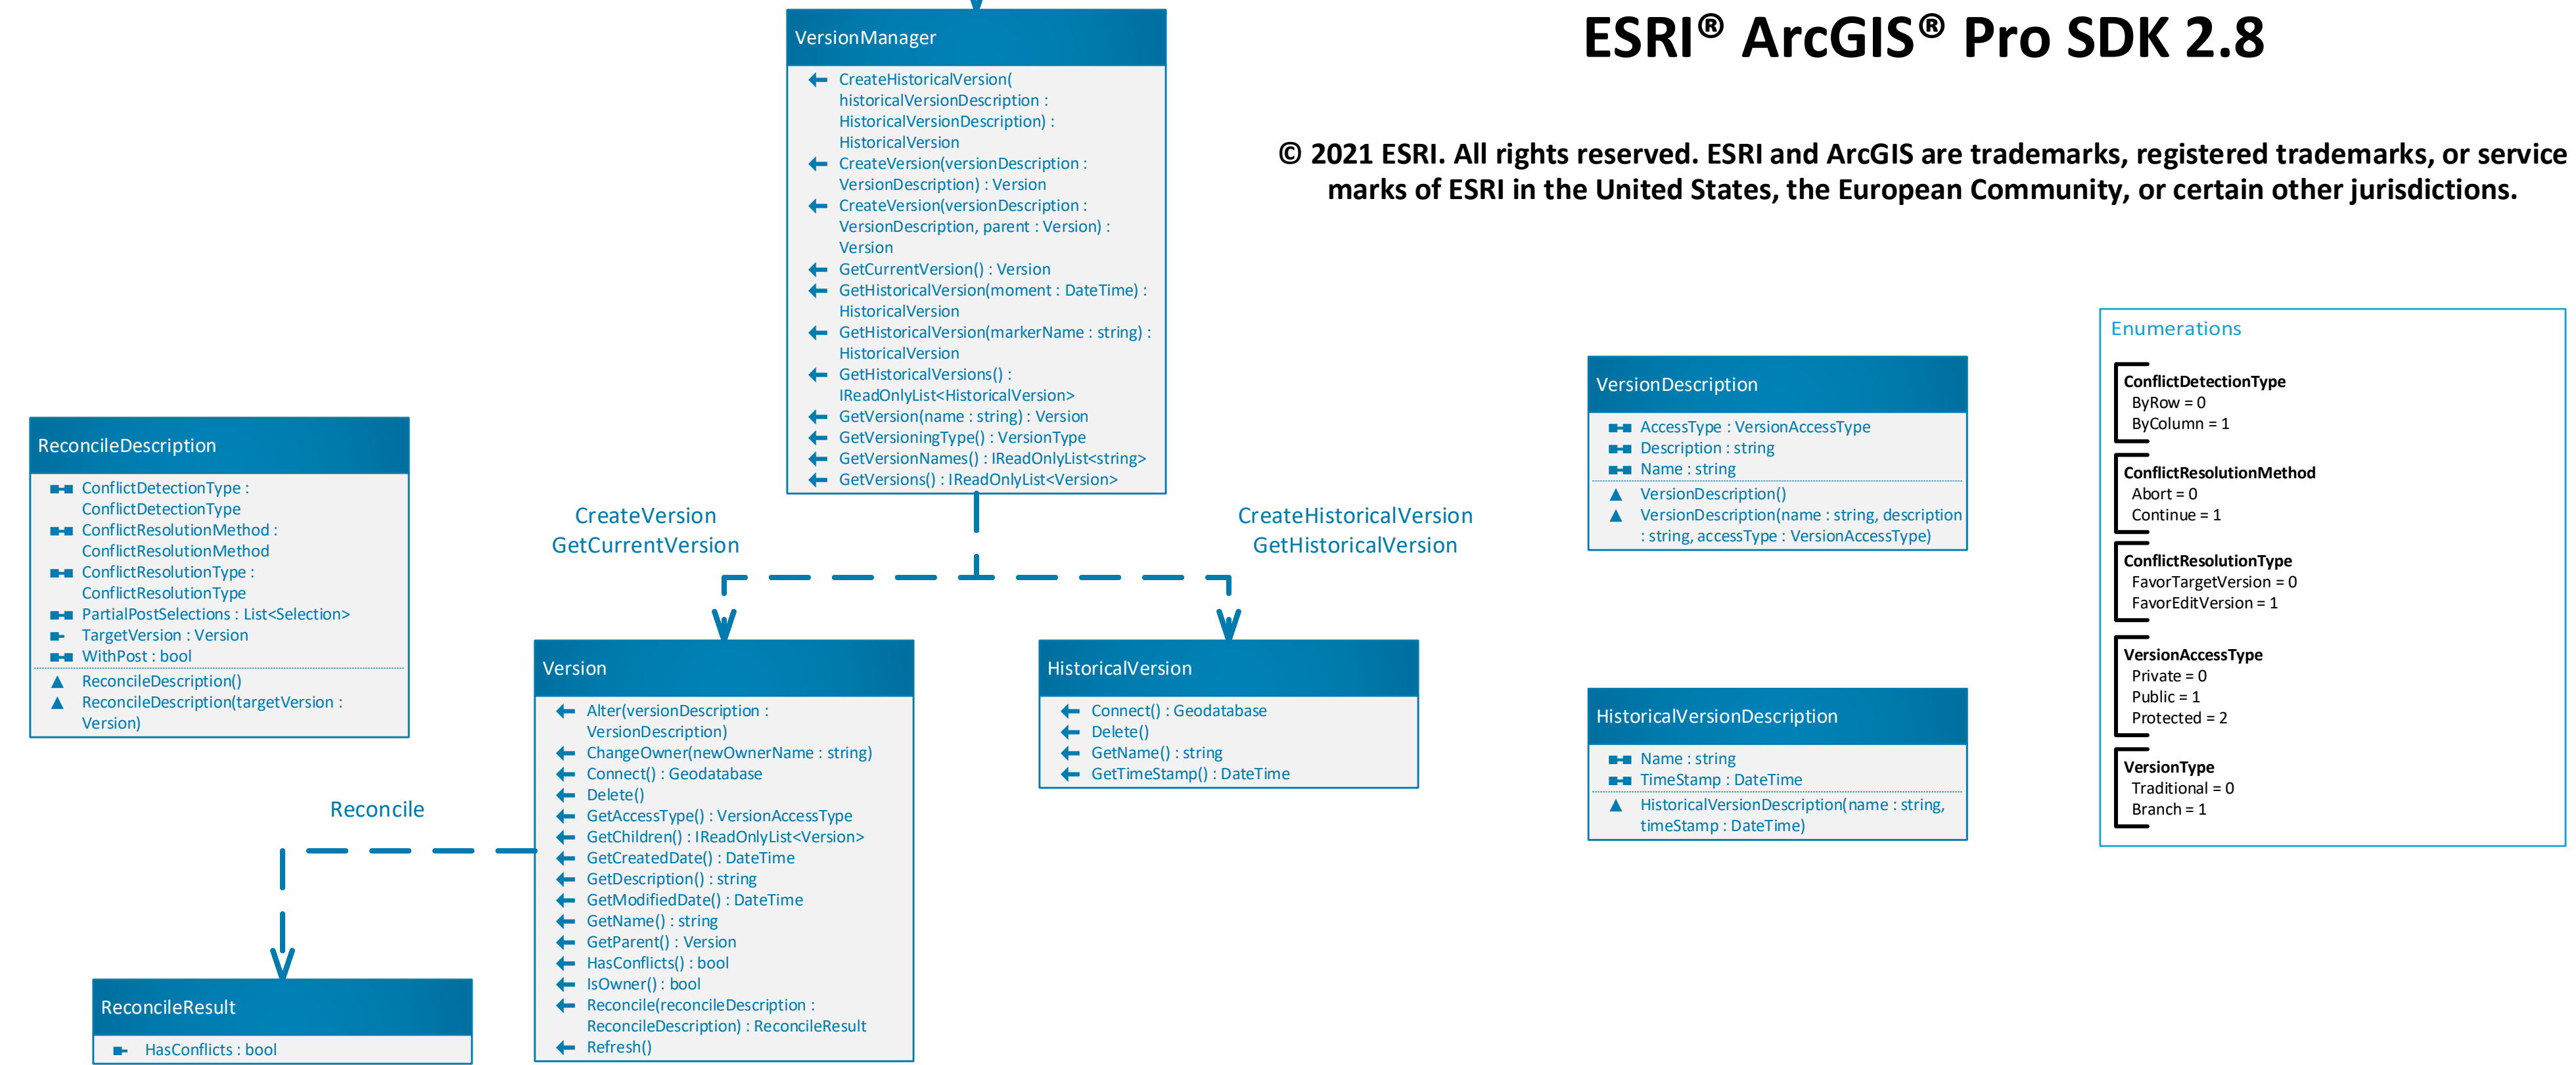 ESRI® ArcGIS® Pro SDK 2.8
© 2021 ESRI. All rights reserved. ESRI and ArcGIS are trademarks, registered trademarks, or service
marks of ESRI in the United States, the European Community, or certain other jurisdictions.
VersionManager
CreateHistoricalVersion(
historicalVersionDescription :
HistoricalVersionDescription) :
HistoricalVersion
CreateVersion(versionDescription :
VersionDescription) : Version
CreateVersion(versionDescription :
VersionDescription, parent : Version) :
Version
GetCurrentVersion() : Version
GetHistoricalVersion(moment : DateTime) :
HistoricalVersion
GetHistoricalVersion(markerName : string) :
HistoricalVersion
GetHistoricalVersions() :
IReadOnlyList<HistoricalVersion>
GetVersion(name : string) : Version
GetVersioningType() : VersionType
GetVersionNames() : IReadOnlyList<string>
GetVersions() : IReadOnlyList<Version>
ReconcileDescription
ConflictDetectionType :
ConflictDetectionType
ConflictResolutionMethod :
ConflictResolutionMethod
ConflictResolutionType :
ConflictResolutionType
PartialPostSelections : List<Selection>
TargetVersion : Version
WithPost : bool
ReconcileDescription()
ReconcileDescription(targetVersion :
Version)
CreateVersion
GetCurrentVersion
CreateHistoricalVersion
GetHistoricalVersion
Version
Alter(versionDescription :
VersionDescription)
ChangeOwner(newOwnerName : string)
Connect() : Geodatabase
Delete()
GetAccessType() : VersionAccessType
GetChildren() : IReadOnlyList<Version>
GetCreatedDate() : DateTime
GetDescription() : string
GetModifiedDate() : DateTime
GetName() : string
GetParent() : Version
HasConflicts() : bool
IsOwner() : bool
Reconcile(reconcileDescription :
ReconcileDescription) : ReconcileResult
Refresh()
HistoricalVersion
Connect() : Geodatabase
Delete()
GetName() : string
GetTimeStamp() : DateTime
Reconcile
ReconcileResult
HasConflicts : bool
VersionDescription
AccessType : VersionAccessType
Description : string
Name : string
VersionDescription()
VersionDescription(name : string, description
: string, accessType : VersionAccessType)
HistoricalVersionDescription
Name : string
TimeStamp : DateTime
HistoricalVersionDescription(name : string,
timeStamp : DateTime)
Enumerations
ConflictDetectionType
ByRow = 0
ByColumn = 1
ConflictResolutionMethod
Abort = 0
Continue = 1
ConflictResolutionType
FavorTargetVersion = 0
FavorEditVersion = 1
VersionAccessType
Private = 0
Public = 1
Protected = 2
VersionType
Traditional = 0
Branch = 1